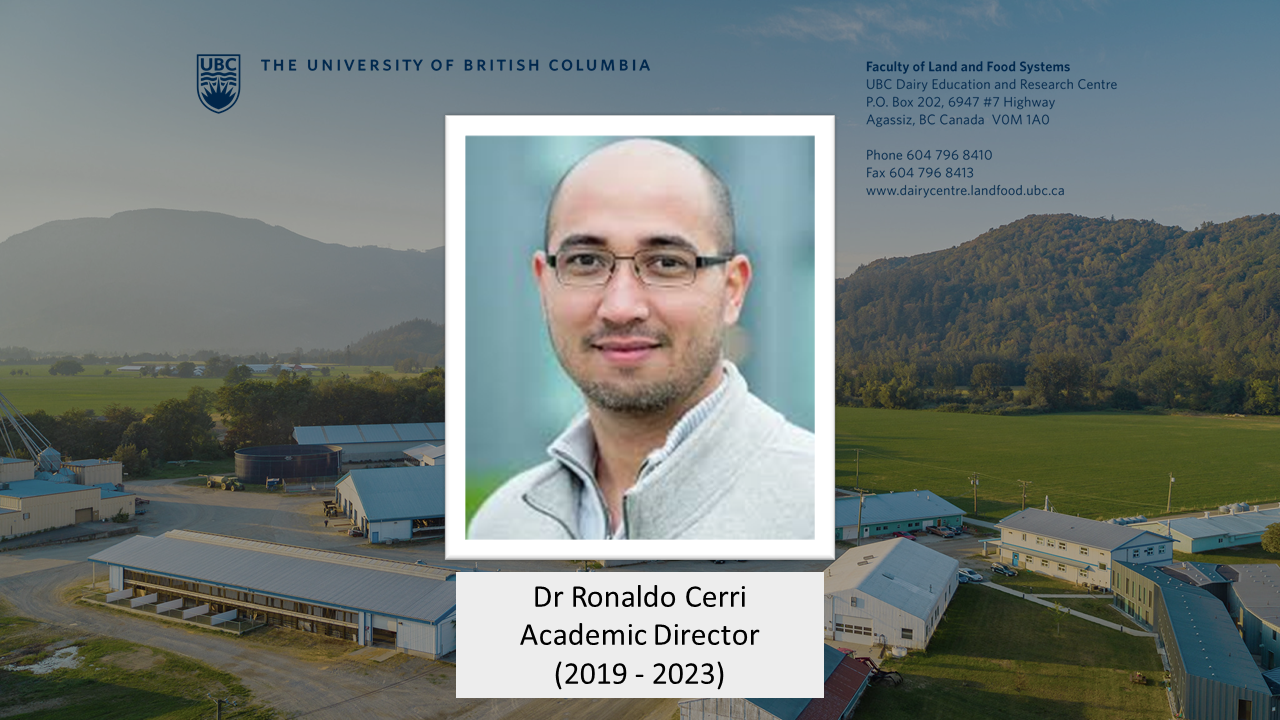 UBC
THE UNIVERSITY OF BRITISH COLUMBIA
Faculty of Land and Food Systems
UBC Dairy Education and Research Centre
P.O. Box 202, 6947 #7 Highway
Agassiz, BC Canada V0M 1A0
Phone 604 796 8410
Fax 604 796 8413
www.dairycentre.landfood.ubc.ca
Dr Ronaldo Cerri
Academic Director
(2019 - 2023)